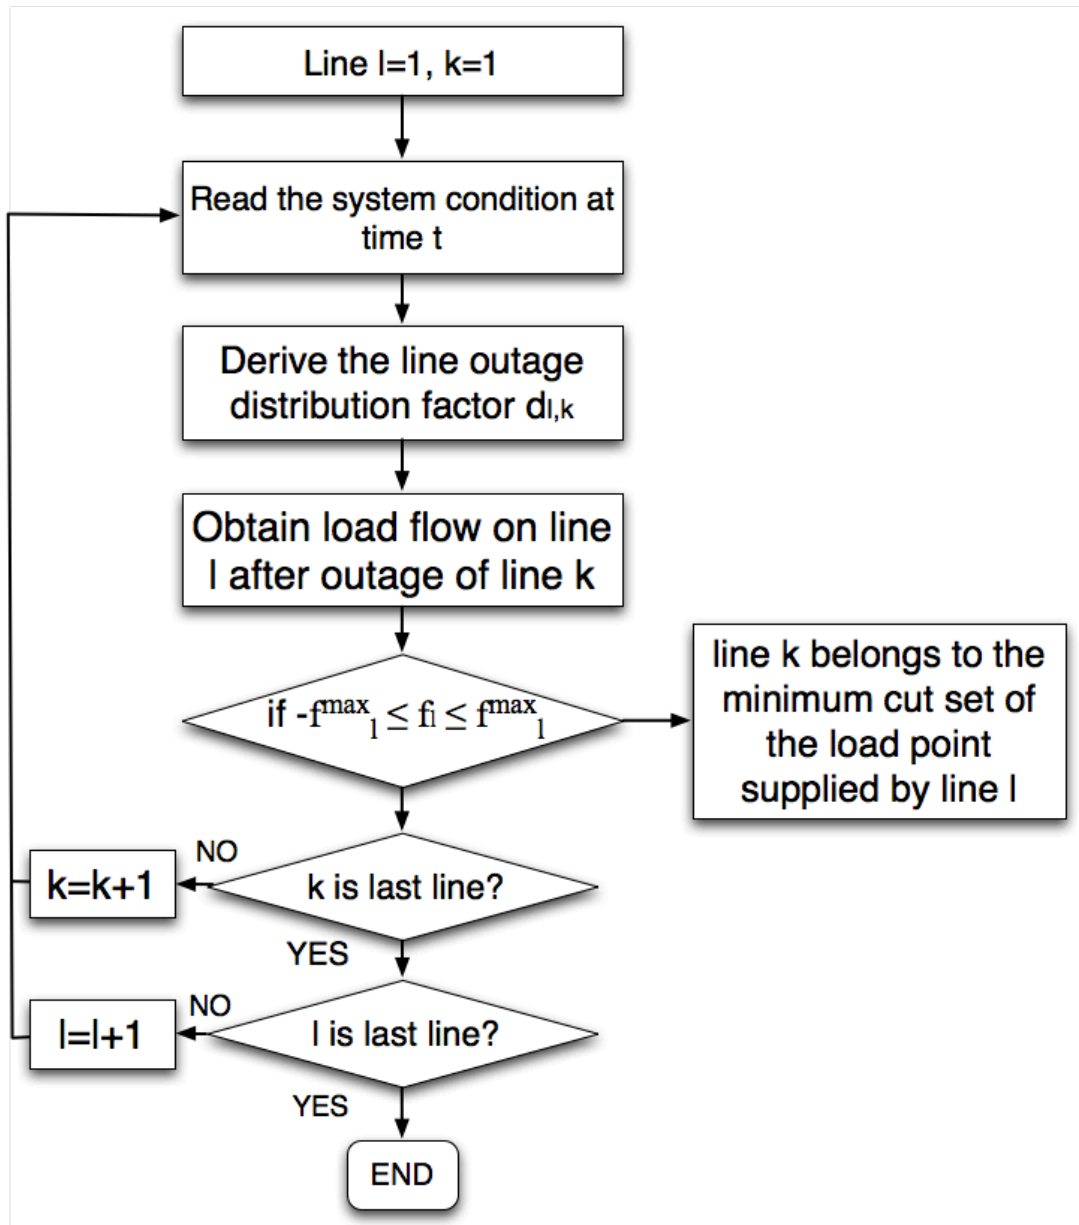 Line l=1, k=1
Read the system condition at
time t
Derive the line outage
distribution factor dl,k
Obtain load flow on line
l after outage of line k
if -f^max_l ≤ fl ≤ f^max_l
line k belongs to the
minimum cut set of
the load point
supplied by line l
k is last line?
NO
k=k+1
YES
l is last line?
NO
l=l+1
YES
END